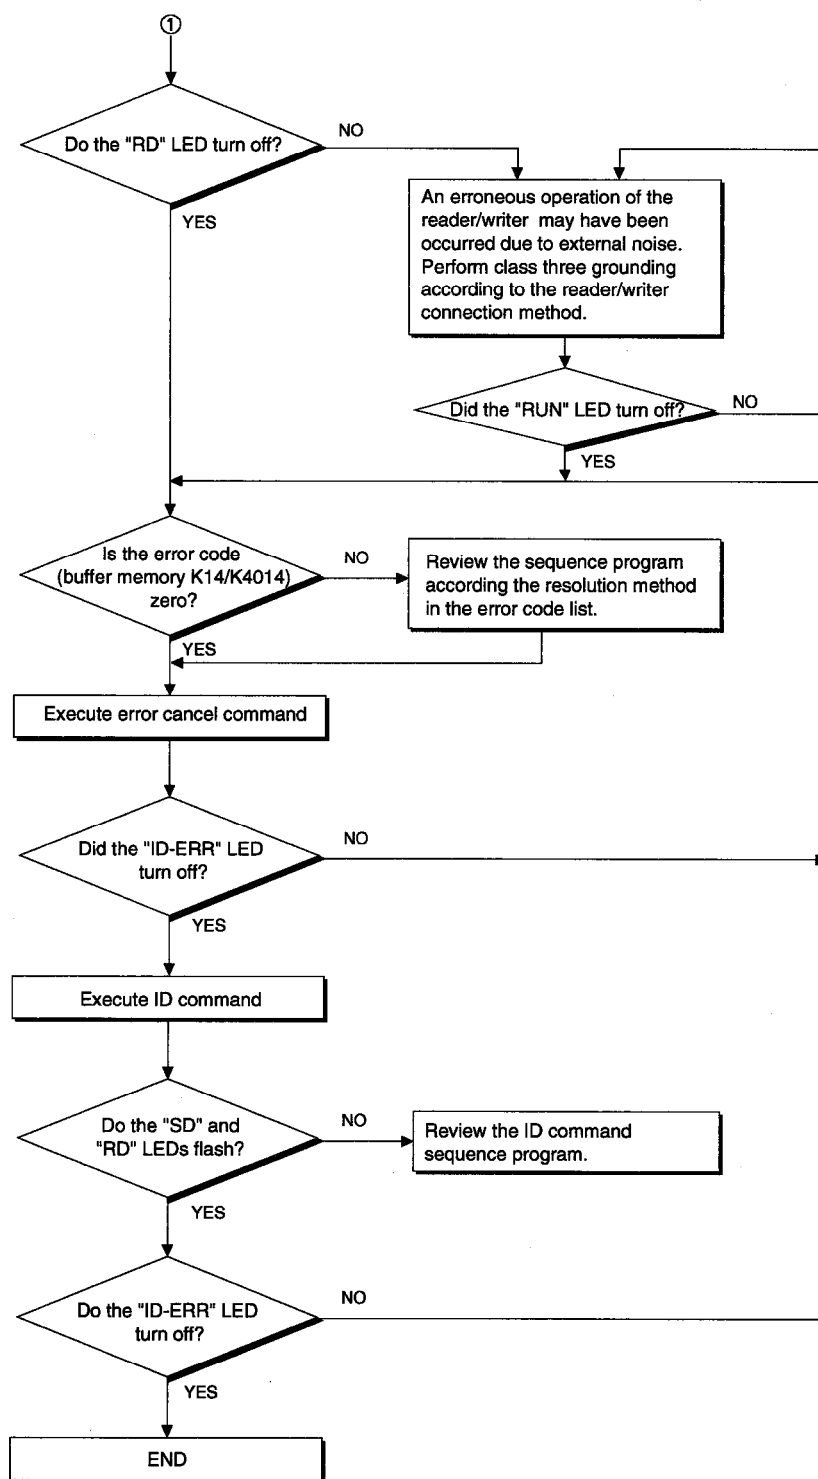 ①
Do the "RD" LED turn off?
NO
YES
An erroneous operation of the
reader/writer may have been
occurred due to external noise.
Perform class three grounding
according to the reader/writer
connection method.
Did the "RUN" LED turn off?
NO
YES
Is the error code
(buffer memory K14/K4014)
zero?
NO
YES
Review the sequence program
according the resolution method
in the error code list.
Execute error cancel command
Did the "ID-ERR" LED
turn off?
NO
YES
Execute ID command
Do the "SD" and
"RD" LEDs flash?
NO
YES
Review the ID command
sequence program.
Do the "ID-ERR" LED
turn off?
NO
YES
END